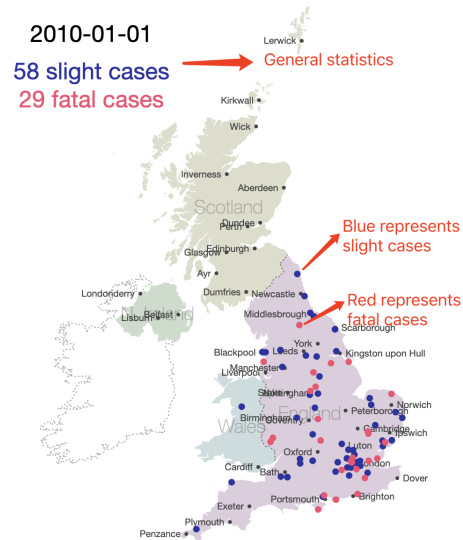 2010-01-01
58 slight cases
29 fatal cases
General statistics
Lerwick
Kirkwall
Wick
Inverness
Aberdeen
Scotland
Dundee
Perth
Edinburgh
Glasgow
Ayr
Dumfries
Blue represents
slight cases
Londonderry
Belfast
Lisburn
Newcastle
Middlesbrough
Red represents
fatal cases
Scarborough
York
Blackpool
Leeds
Kingston upon Hull
Manchester
Liverpool
Nottingham
England
Norwich
Peterborough
Birmingham
Coventry
Wales
Cambridge
Ipswich
Luton
Oxford
London
Cardiff
Bath
Dover
Exeter
Portsmouth
Brighton
Plymouth
Penzance